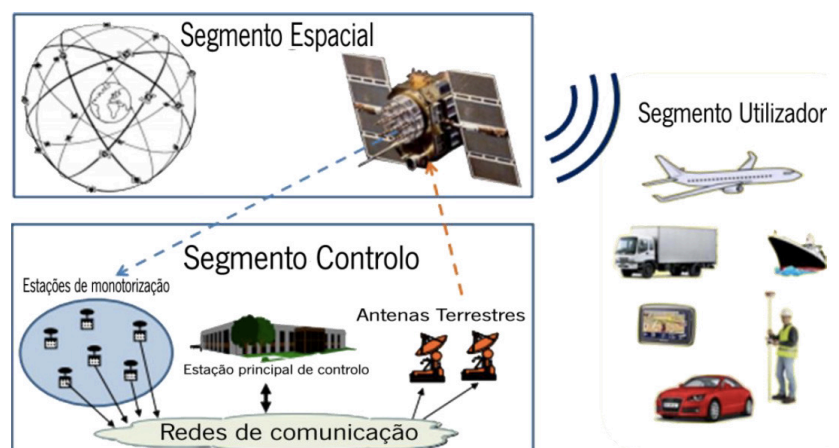 Segmento Espacial
Segmento Utilizador
Segmento Controlo
Estações de monotorização
Antenas Terrestres
Estação principal de controlo
Redes de comunicação